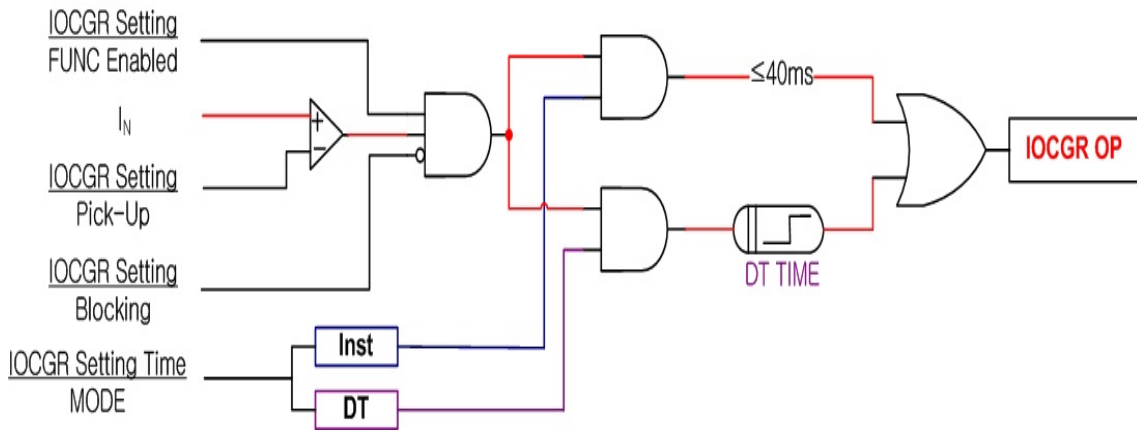 IOCGR Setting
FUNC Enabled
I_N
IOCGR Setting
Pick-Up
IOCGR Setting
Blocking
IOCGR Setting Time
MODE
+
−
Inst
DT
≤40ms
DT TIME
IOCGR OP